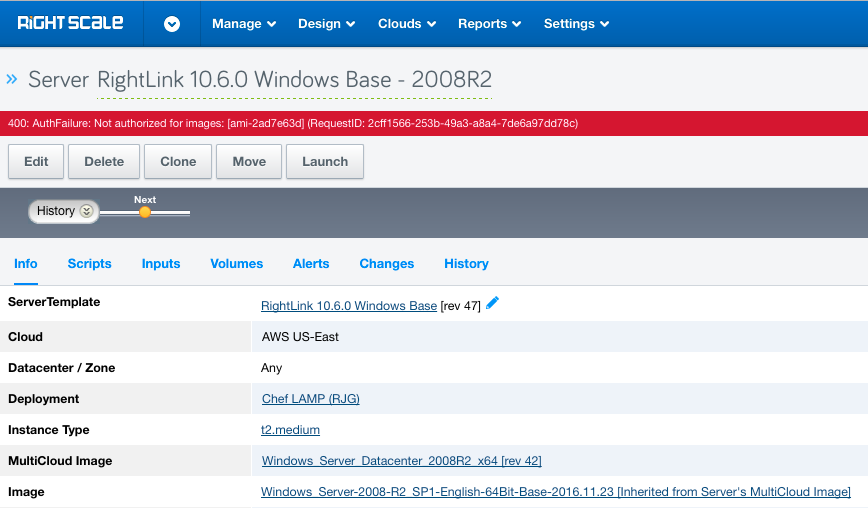 RIGHTSCALE
Manage Design Clouds Reports Settings
» Server RightLink 10.6.0 Windows Base - 2008R2
400: AuthFailure: Not authorized for images: [ami-2ad7e63d] (RequestID: 2cff1566-253b-49a3-a8a4-7de6a97dd78c)
Edit Delete Clone Move Launch
Next
History
Info Scripts Inputs Volumes Alerts Changes History
ServerTemplate RightLink 10.6.0 Windows Base [rev 47]
Cloud AWS US-East
Datacenter / Zone Any
Deployment Chef LAMP (RJG)
Instance Type t2.medium
MultiCloud Image Windows_Server_Datacenter_2008R2_x64 [rev 42]
Image Windows_Server-2008-R2_SP1-English-64Bit-Base-2016.11.23 [Inherited from Server's MultiCloud Image]